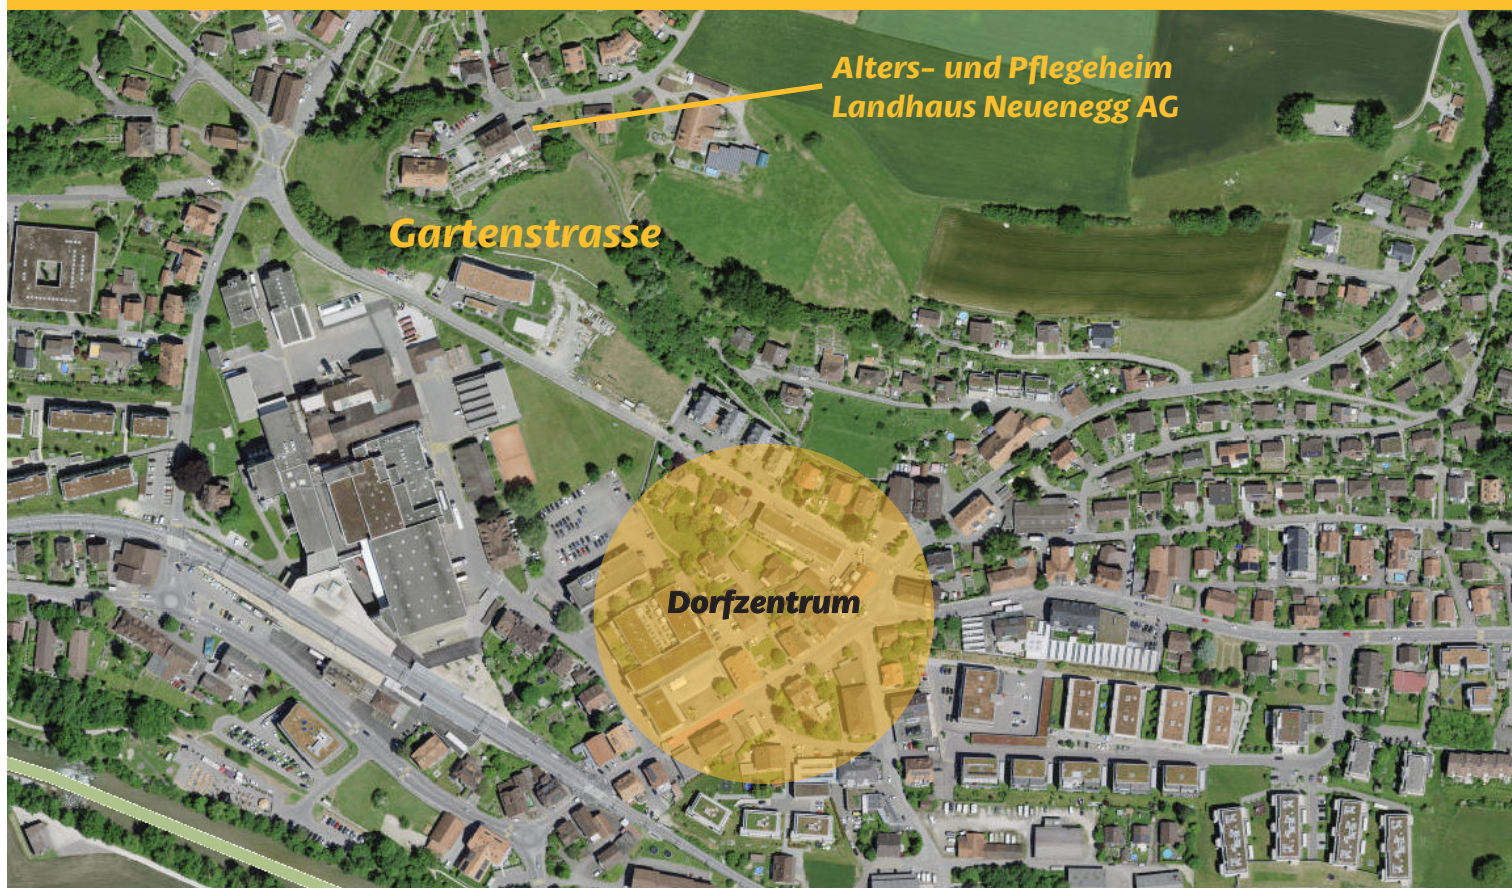 Alters- und Pflegeheim
Landhaus Neuenegg AG
Gartenstrasse
Dorfzentrum